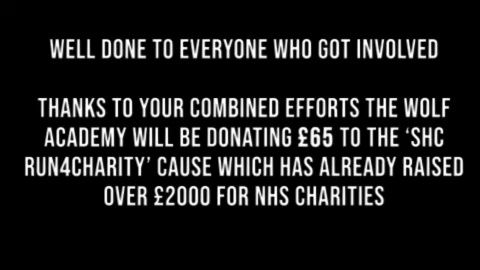 WELL DONE TO EVERYONE WHO GOT INVOLVED
THANKS TO YOUR COMBINED EFFORTS THE WOLF
ACADEMY WILL BE DONATING £65 TO THE ‘SHC
RUN4CHARITY’ CAUSE WHICH HAS ALREADY RAISED
OVER £2000 FOR NHS CHARITIES